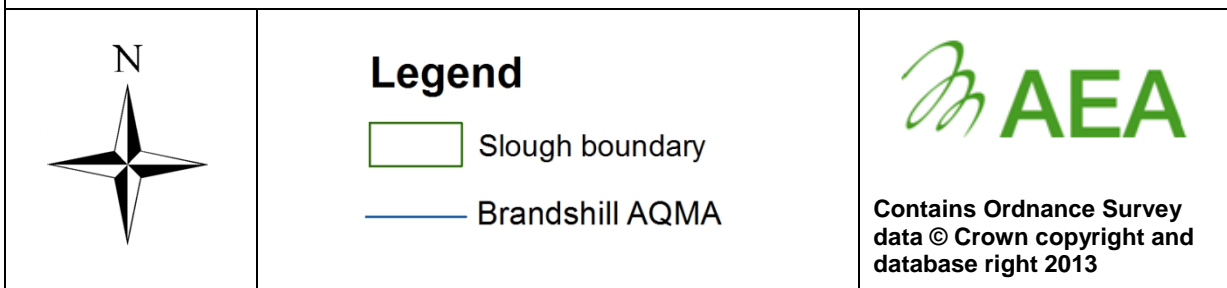 N
Legend
Slough boundary
Brandshill AQMA
AEA
Contains Ordnance Survey
data © Crown copyright and
database right 2013